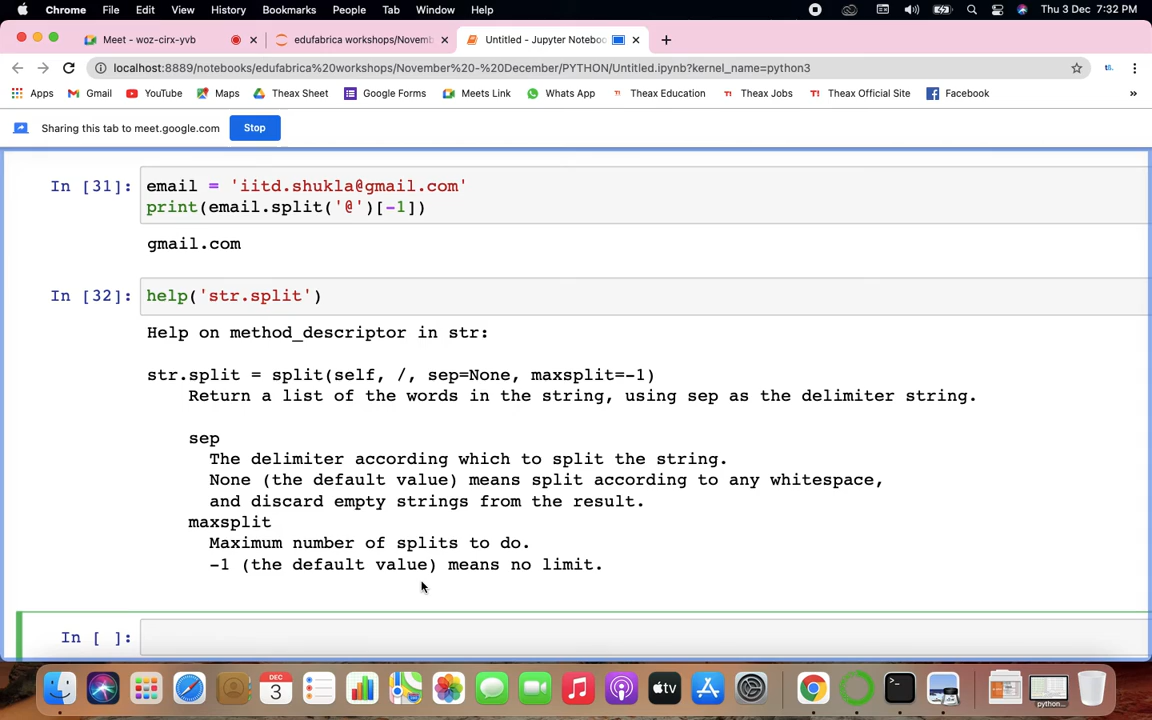 Chrome File Edit View History Bookmarks People Tab Window Help Thu 3 Dec 7:32 PM
Meet - woz-cirx-yvb edufabrica workshops/Novemb Untitled - Jupyter Noteboo
localhost:8889/notebooks/edufabrica%20workshops/November%20-%20December/PYTHON/Untitled.ipynb?kernel_name=python3
Apps Gmail YouTube Maps Theax Sheet Google Forms Meets Link Whats App Theax Education Theax Jobs Theax Official Site Facebook »
Sharing this tab to meet.google.com Stop
In [31]: email = 'iitd.shukla@gmail.com'
print(email.split('@')[-1])
gmail.com
In [32]: help('str.split')
Help on method_descriptor in str:
str.split = split(self, /, sep=None, maxsplit=-1)
Return a list of the words in the string, using sep as the delimiter string.
sep
The delimiter according which to split the string.
None (the default value) means split according to any whitespace,
and discard empty strings from the result.
maxsplit
Maximum number of splits to do.
-1 (the default value) means no limit.
In [ ]:
DEC
3
tv
python